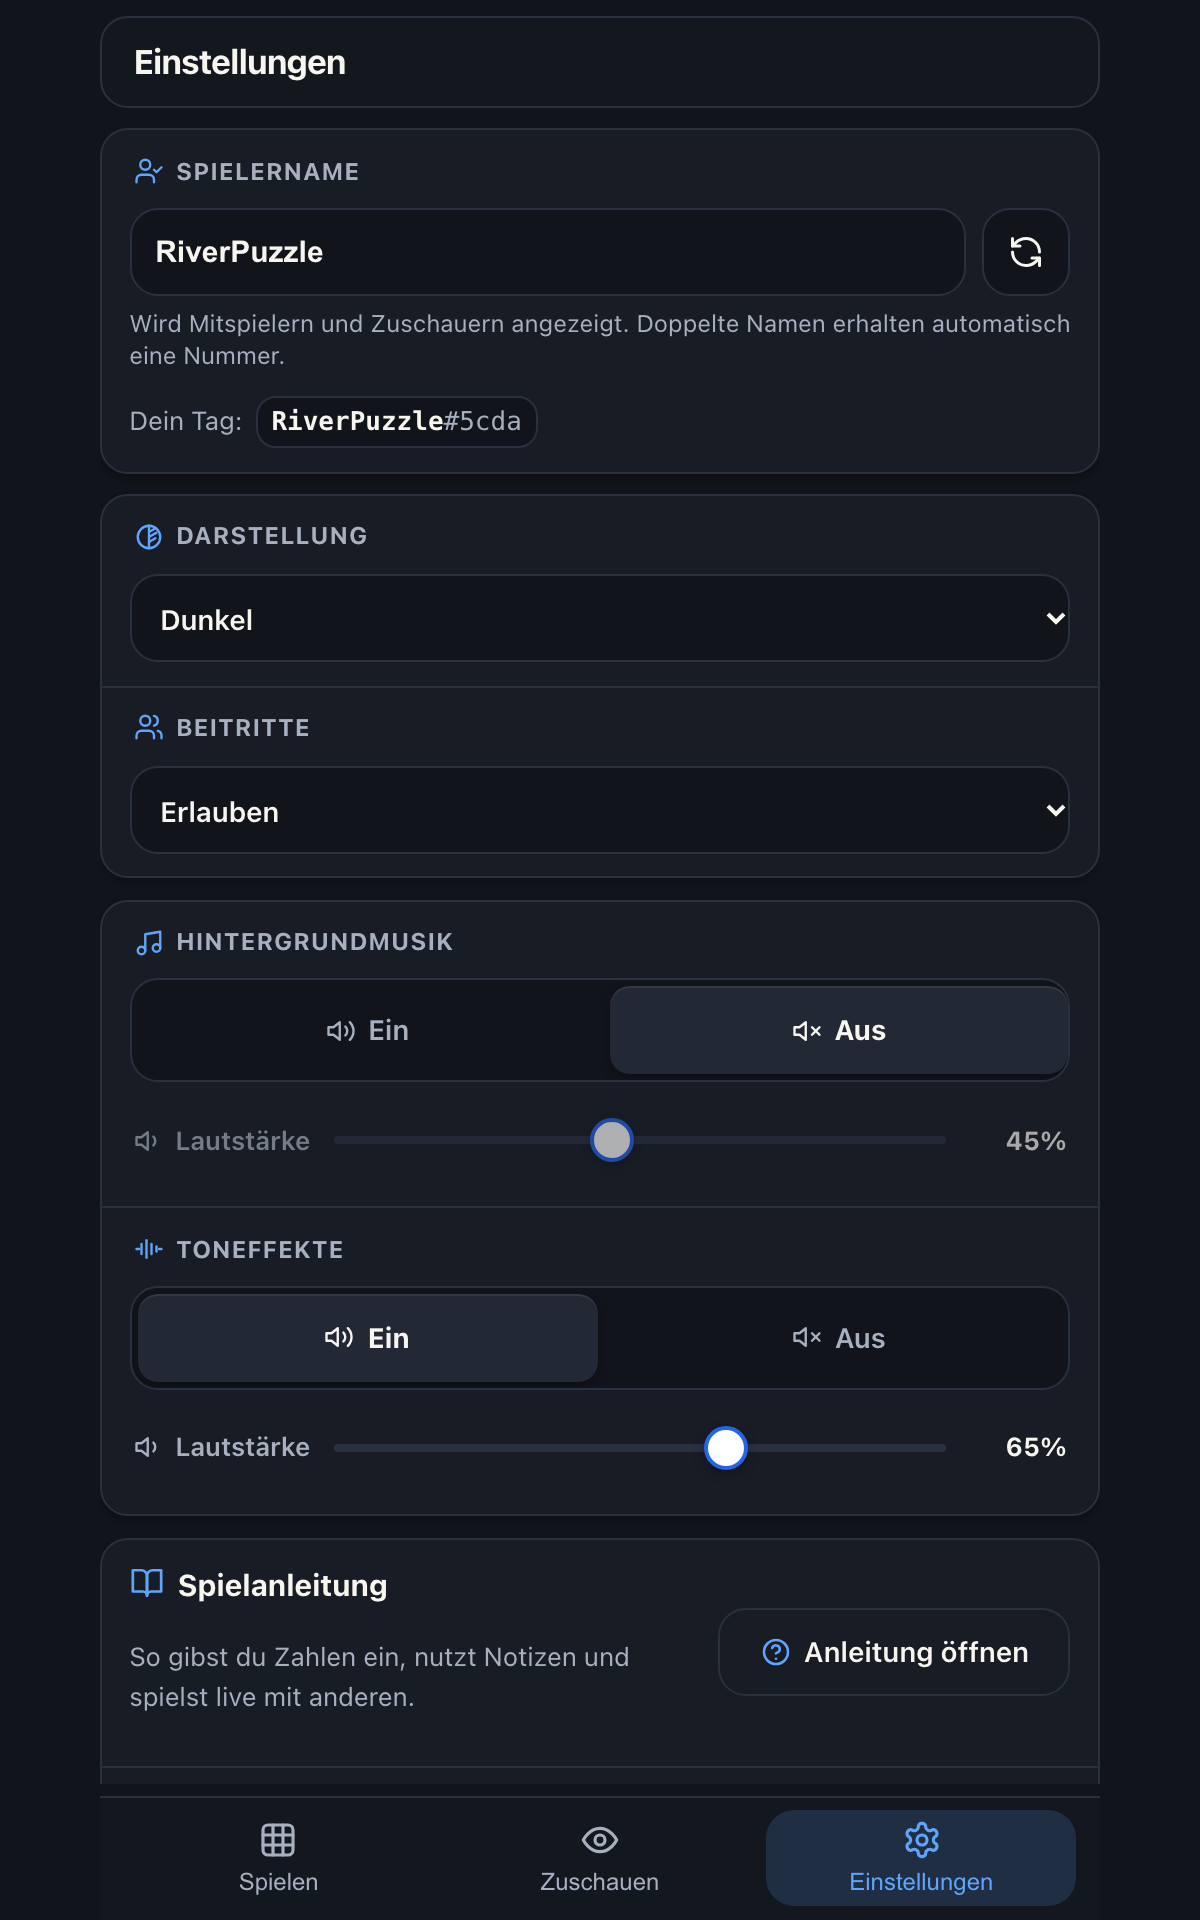 Einstellungen
SPIELERNAME
RiverPuzzle
Wird Mitspielern und Zuschauern angezeigt. Doppelte Namen erhalten automatisch
eine Nummer.
Dein Tag: RiverPuzzle#5cda
DARSTELLUNG
Dunkel
BEITRITTE
Erlauben
HINTERGRUNDMUSIK
Ein Aus
Lautstärke 45%
TONEFFEKTE
Ein Aus
Lautstärke 65%
Spielanleitung
So gibst du Zahlen ein, nutzt Notizen und
spielst live mit anderen.
Anleitung öffnen
Spielen Zuschauen Einstellungen